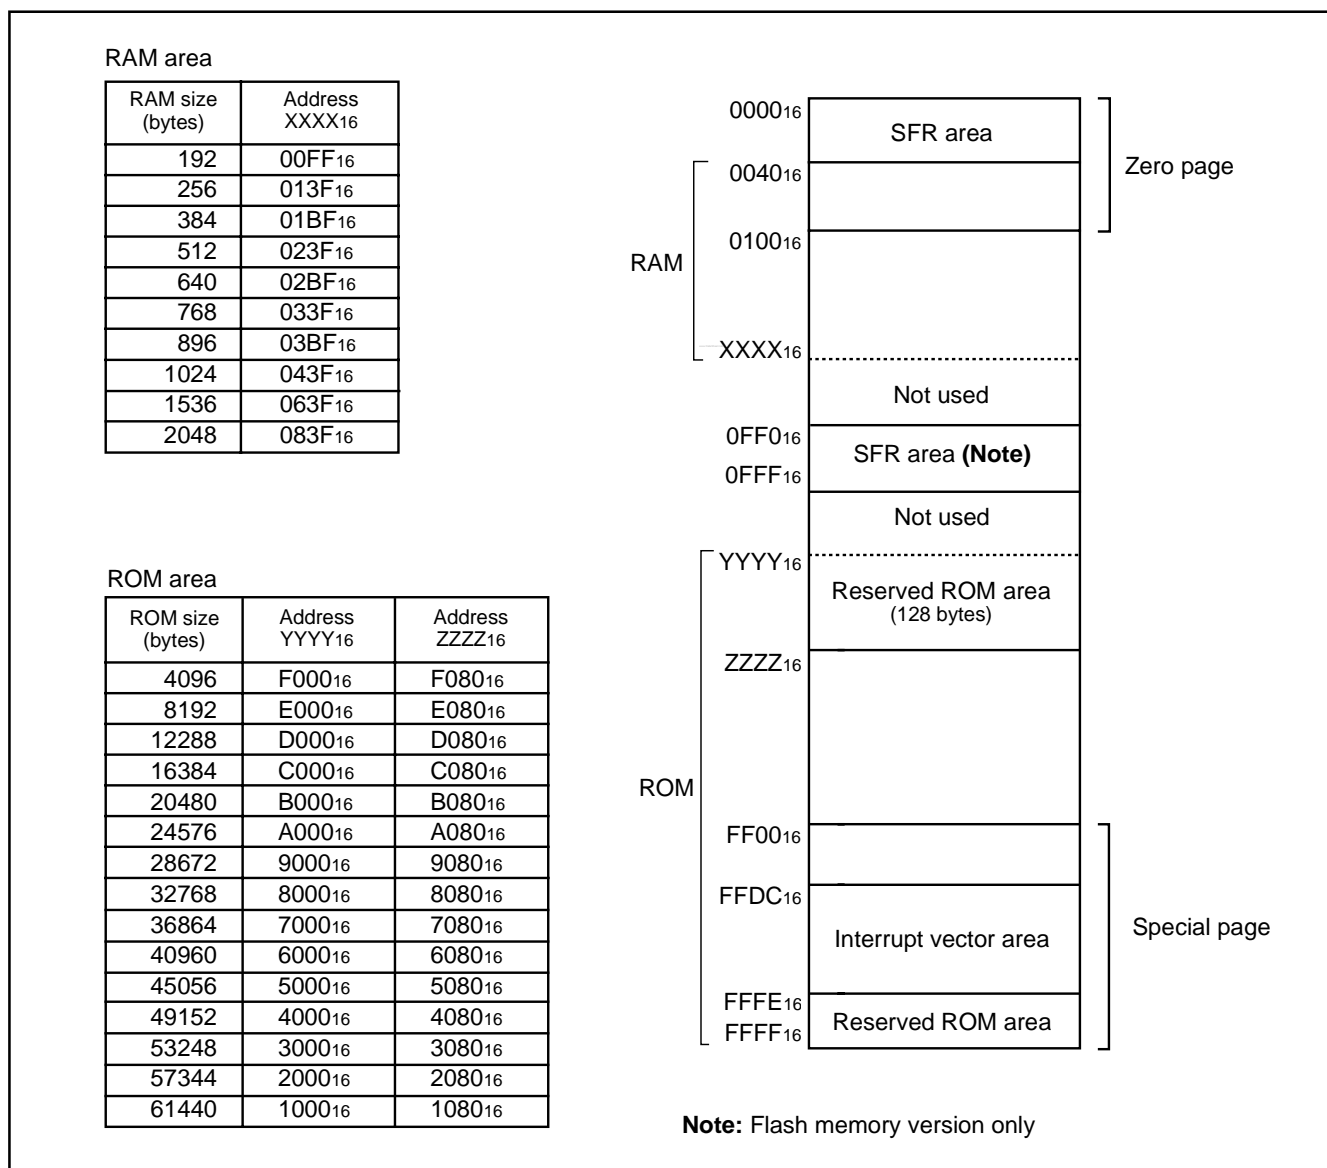 RAM area
RAM size (bytes) Address XXXX16
192 00FF16
256 013F16
384 01BF16
512 023F16
640 02BF16
768 033F16
896 03BF16
1024 043F16
1536 063F16
2048 083F16
ROM area
ROM size (bytes) Address YYYY16 Address ZZZZ16
4096 F00016 F08016
8192 E00016 E08016
12288 D00016 D08016
16384 C00016 C08016
20480 B00016 B08016
24576 A00016 A08016
28672 900016 908016
32768 800016 808016
36864 700016 708016
40960 600016 608016
45056 500016 508016
49152 400016 408016
53248 300016 308016
57344 200016 208016
61440 100016 108016
000016
SFR area
Zero page
004016
010016
RAM
XXXX16
Not used
0FF016
SFR area (Note)
0FFF16
Not used
YYYY16
Reserved ROM area
(128 bytes)
ZZZZ16
ROM
FF0016
FFDC16
Interrupt vector area
Special page
FFFE16
Reserved ROM area
FFFF16
Note: Flash memory version only